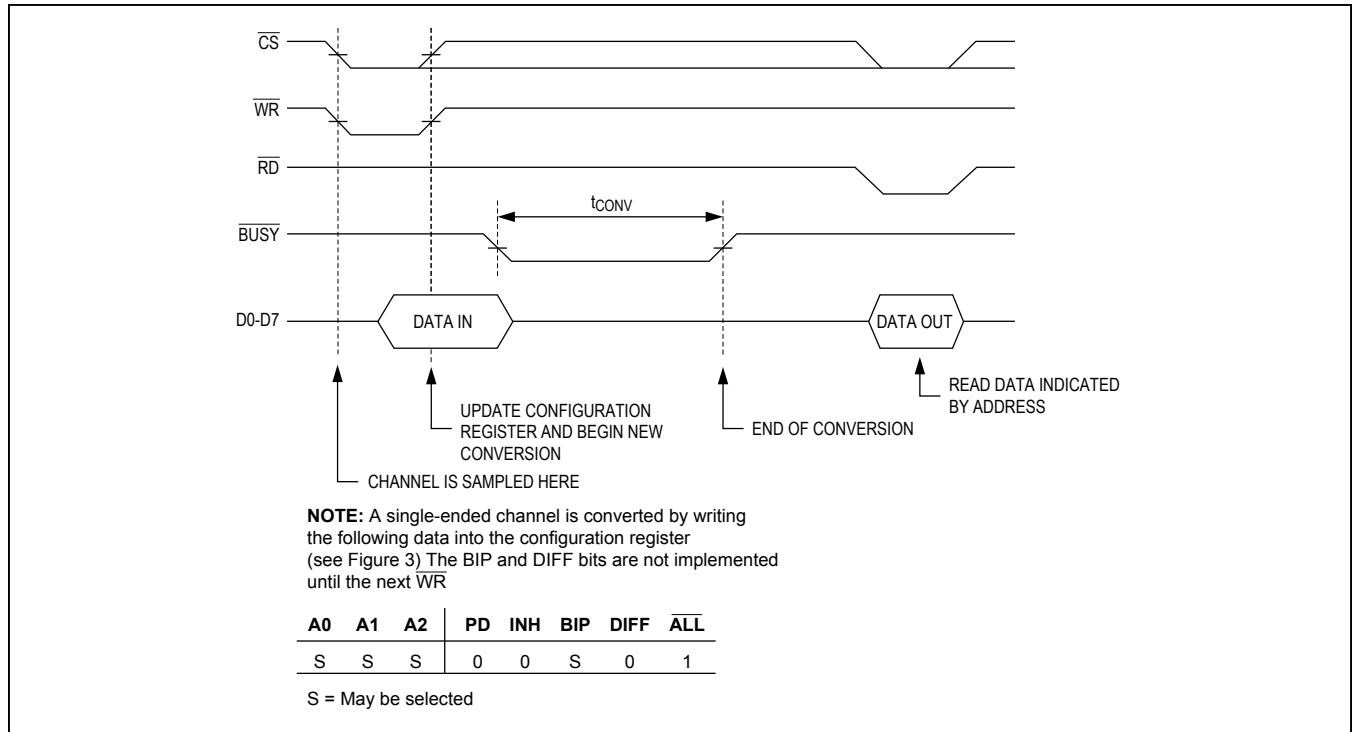 CS
WR
RD
tCONV
BUSY
D0-D7
DATA IN
DATA OUT
READ DATA INDICATED
BY ADDRESS
UPDATE CONFIGURATION
REGISTER AND BEGIN NEW
CONVERSION
END OF CONVERSION
CHANNEL IS SAMPLED HERE
NOTE: A single-ended channel is converted by writing
the following data into the configuration register
(see Figure 3) The BIP and DIFF bits are not implemented
until the next WR
A0 A1 A2 PD INH BIP DIFF ALL
S S S 0 0 S 0 1
S = May be selected